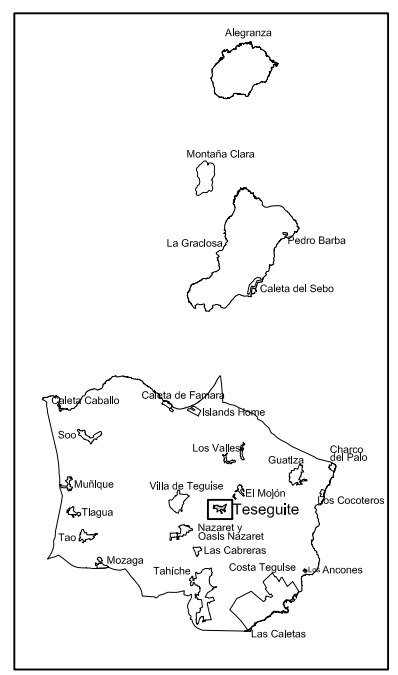 Alegranza
Montaña Clara
La Graciosa
Pedro Barba
Caleta del Sebo
Caleta Caballo
Caleta de Famara
Islands Home
Soo
Los Valles
Guatiza
Charco
del Palo
Muñique
Villa de Teguise
El Mojón
Los Cocoteros
Teseguite
Tiagua
Nazaret y
Oasis Nazaret
Tao
Las Cabreras
Mozaga
Tahíche
Costa Teguise
Los Ancones
Las Caletas